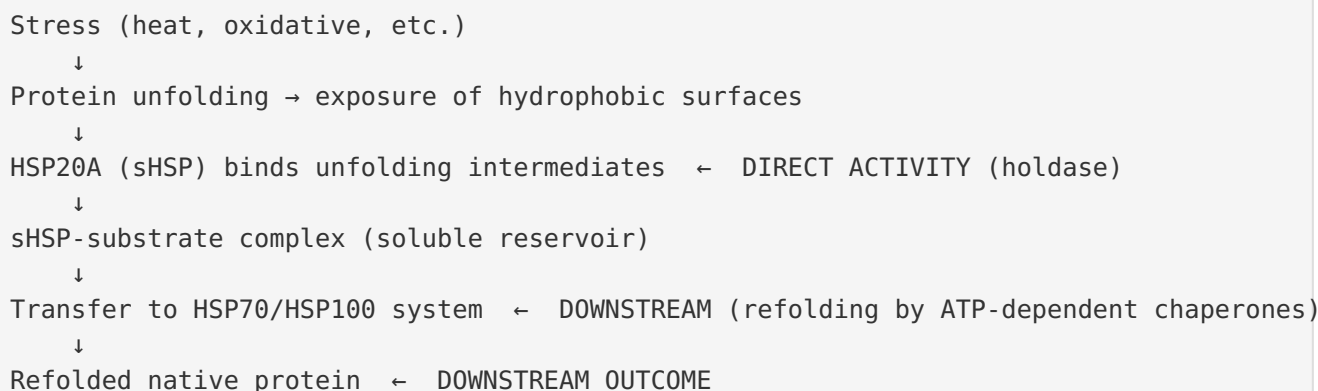 Stress (heat, oxidative, etc.)
↓
Protein unfolding → exposure of hydrophobic surfaces
↓
HSP20A (sHSP) binds unfolding intermediates ← DIRECT ACTIVITY (holdase)
↓
sHSP-substrate complex (soluble reservoir)
↓
Transfer to HSP70/HSP100 system ← DOWNSTREAM (refolding by ATP-dependent chaperones)
↓
Refolded native protein ← DOWNSTREAM OUTCOME